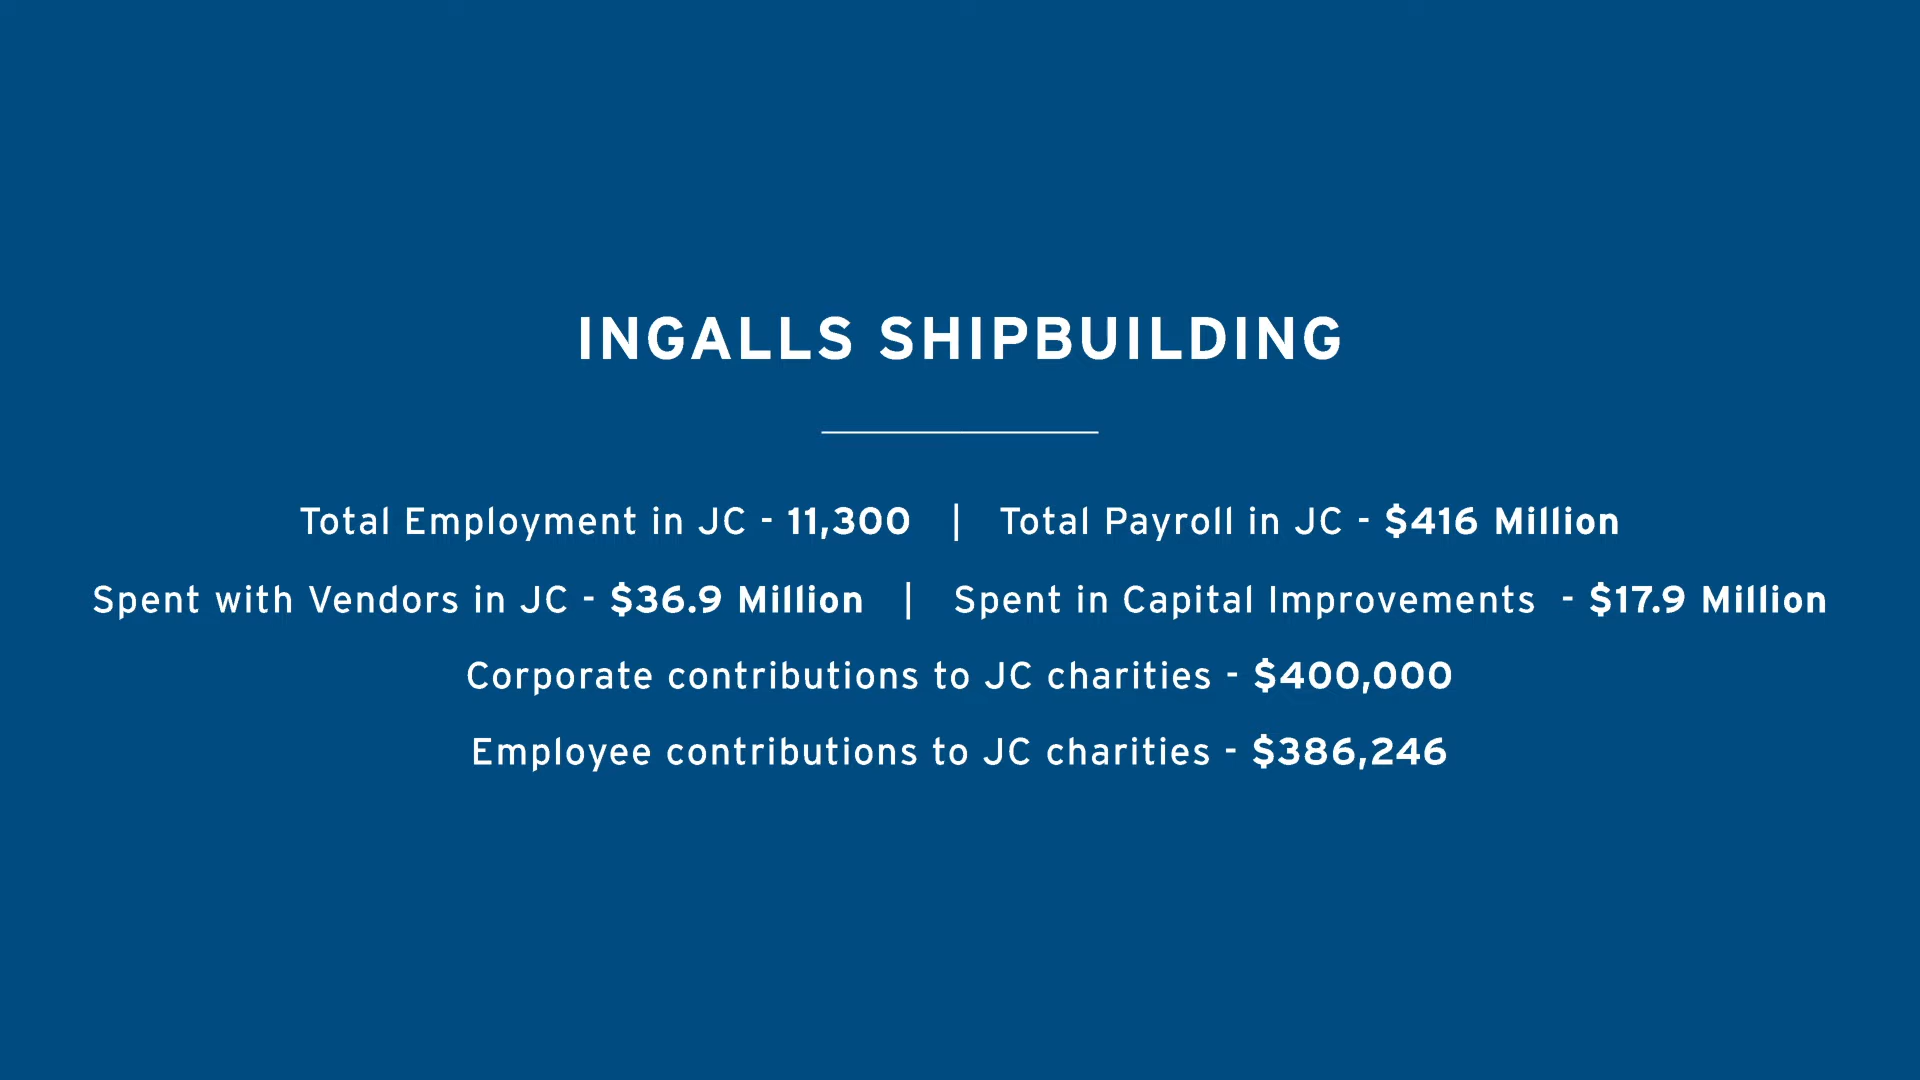 INGALLS SHIPBUILDING
Total Employment in JC - 11,300 | Total Payroll in JC - $416 Million
Spent with Vendors in JC - $36.9 Million | Spent in Capital Improvements - $17.9 Million
Corporate contributions to JC charities - $400,000
Employee contributions to JC charities - $386,246